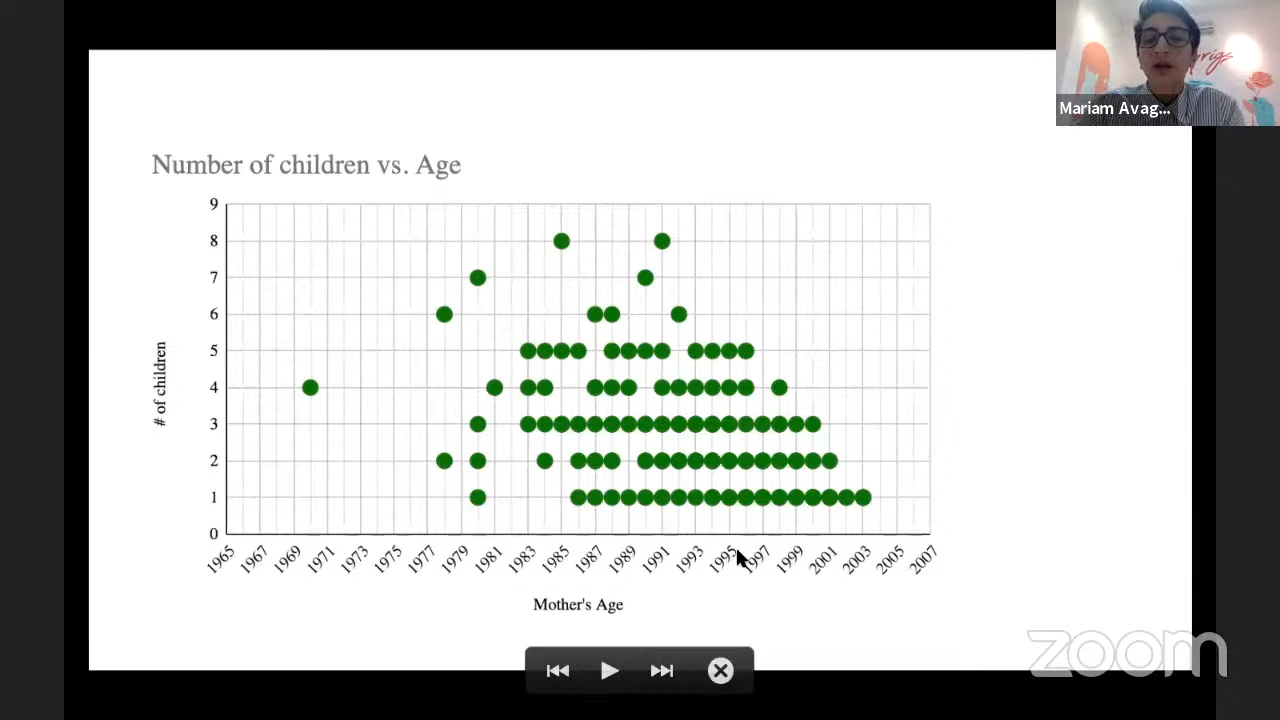 Mariam Avag...
Number of children vs. Age
9
8
7
6
5
4
3
2
1
0
# of children
1965 1967 1969 1971 1973 1975 1977 1979 1981 1983 1985 1987 1989 1991 1993 1995 1997 1999 2001 2003 2005 2007
Mother's Age
zoom